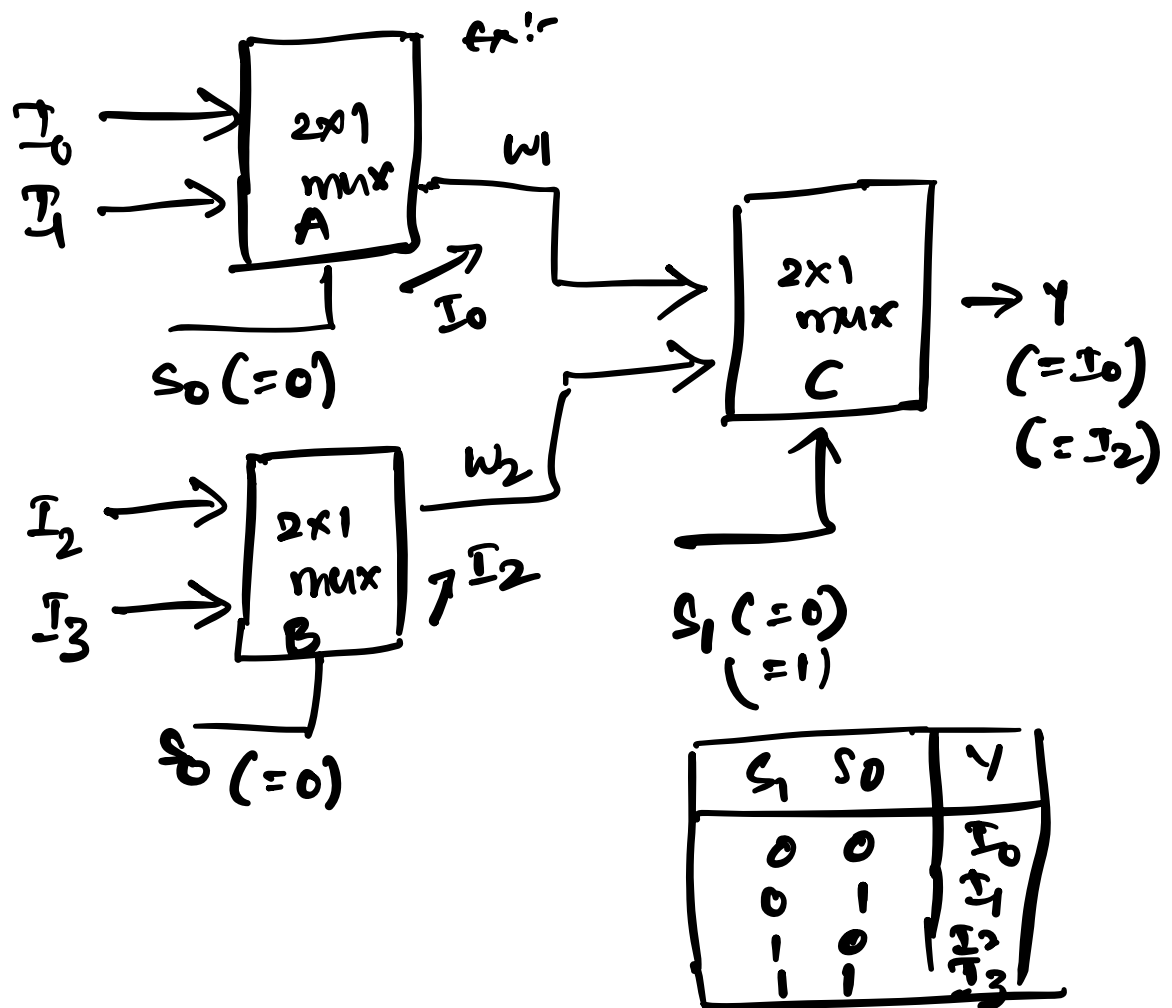 Ex:-
I0
I1
2x1
mux
A
W1
I0
S0 (=0)
2x1
mux
C
Y
(=I0)
(=I2)
I2
I3
2x1
mux
B
W2
I2
S0 (=0)
S1 (=0)
(=1)
S1 S0 Y
0 0 I0
0 1 I1
1 0 I2
1 1 I3